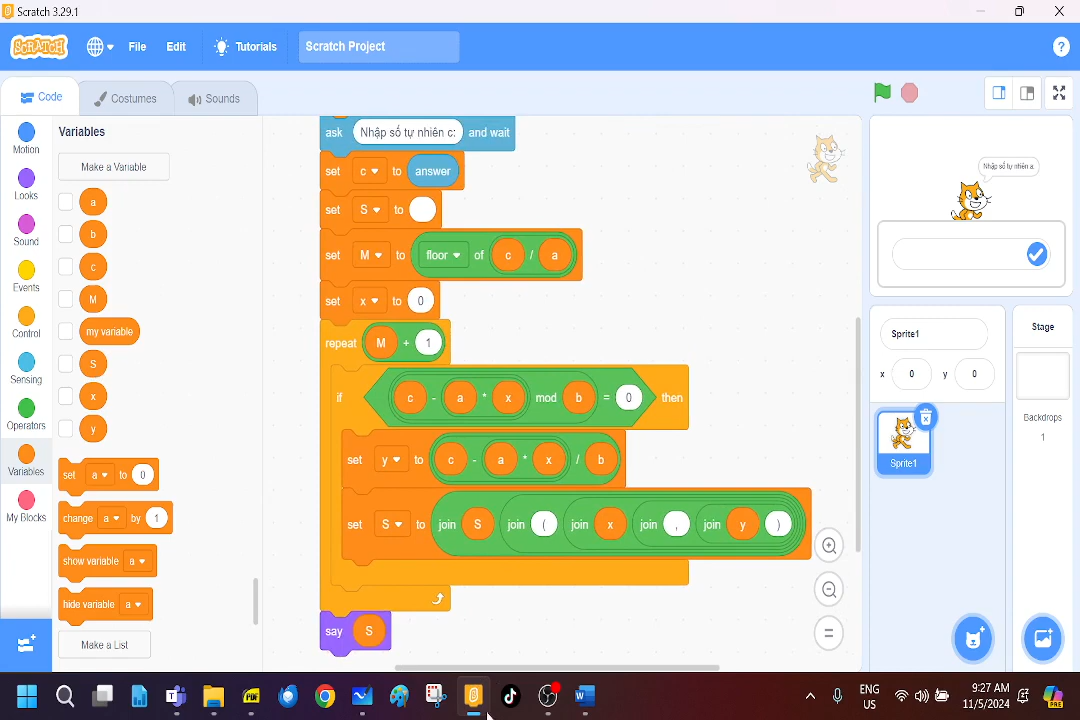 Scratch 3.29.1
SCRATCH
File
Edit
Tutorials
Scratch Project
?
Code
Costumes
Sounds
Motion
Looks
Sound
Events
Control
Sensing
Operators
Variables
My Blocks
Variables
Make a Variable
a
b
c
M
my variable
S
x
y
set a to 0
change a by 1
show variable a
hide variable a
Make a List
ask Nhập số tự nhiên c: and wait
set c to answer
set S to
set M to floor of c / a
set x to 0
repeat M + 1
if c - a * x mod b = 0 then
set y to c - a * x / b
set S to join S join ( join x join , join y )
say S
Nhập số tự nhiên a:
Sprite1
x 0 y 0
Sprite1
Stage
Backdrops
1
ENG
US
9:27 AM
11/5/2024
PDF
PRE